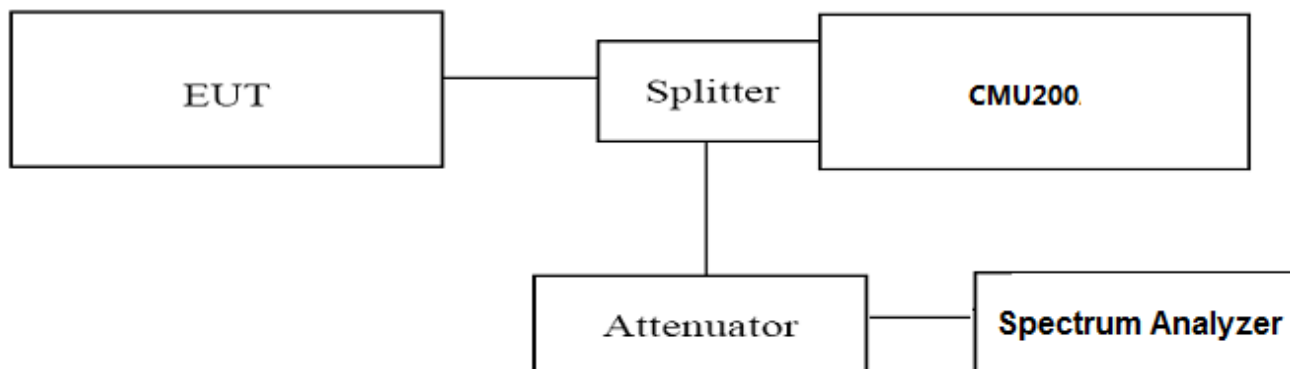 EUT
Splitter
CMU200
Attenuator
Spectrum Analyzer